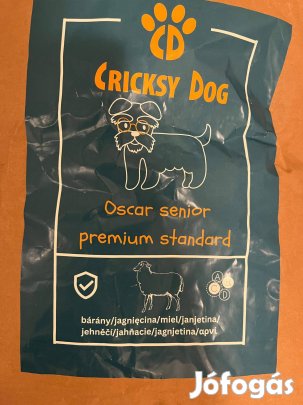 CD
CRICKSY DOG
Oscar senior
premium standard
bárány/jagnięcina/miel/janjetina/
jehněčí/jahňacie/jagnjetina/αρνί
Jófogás